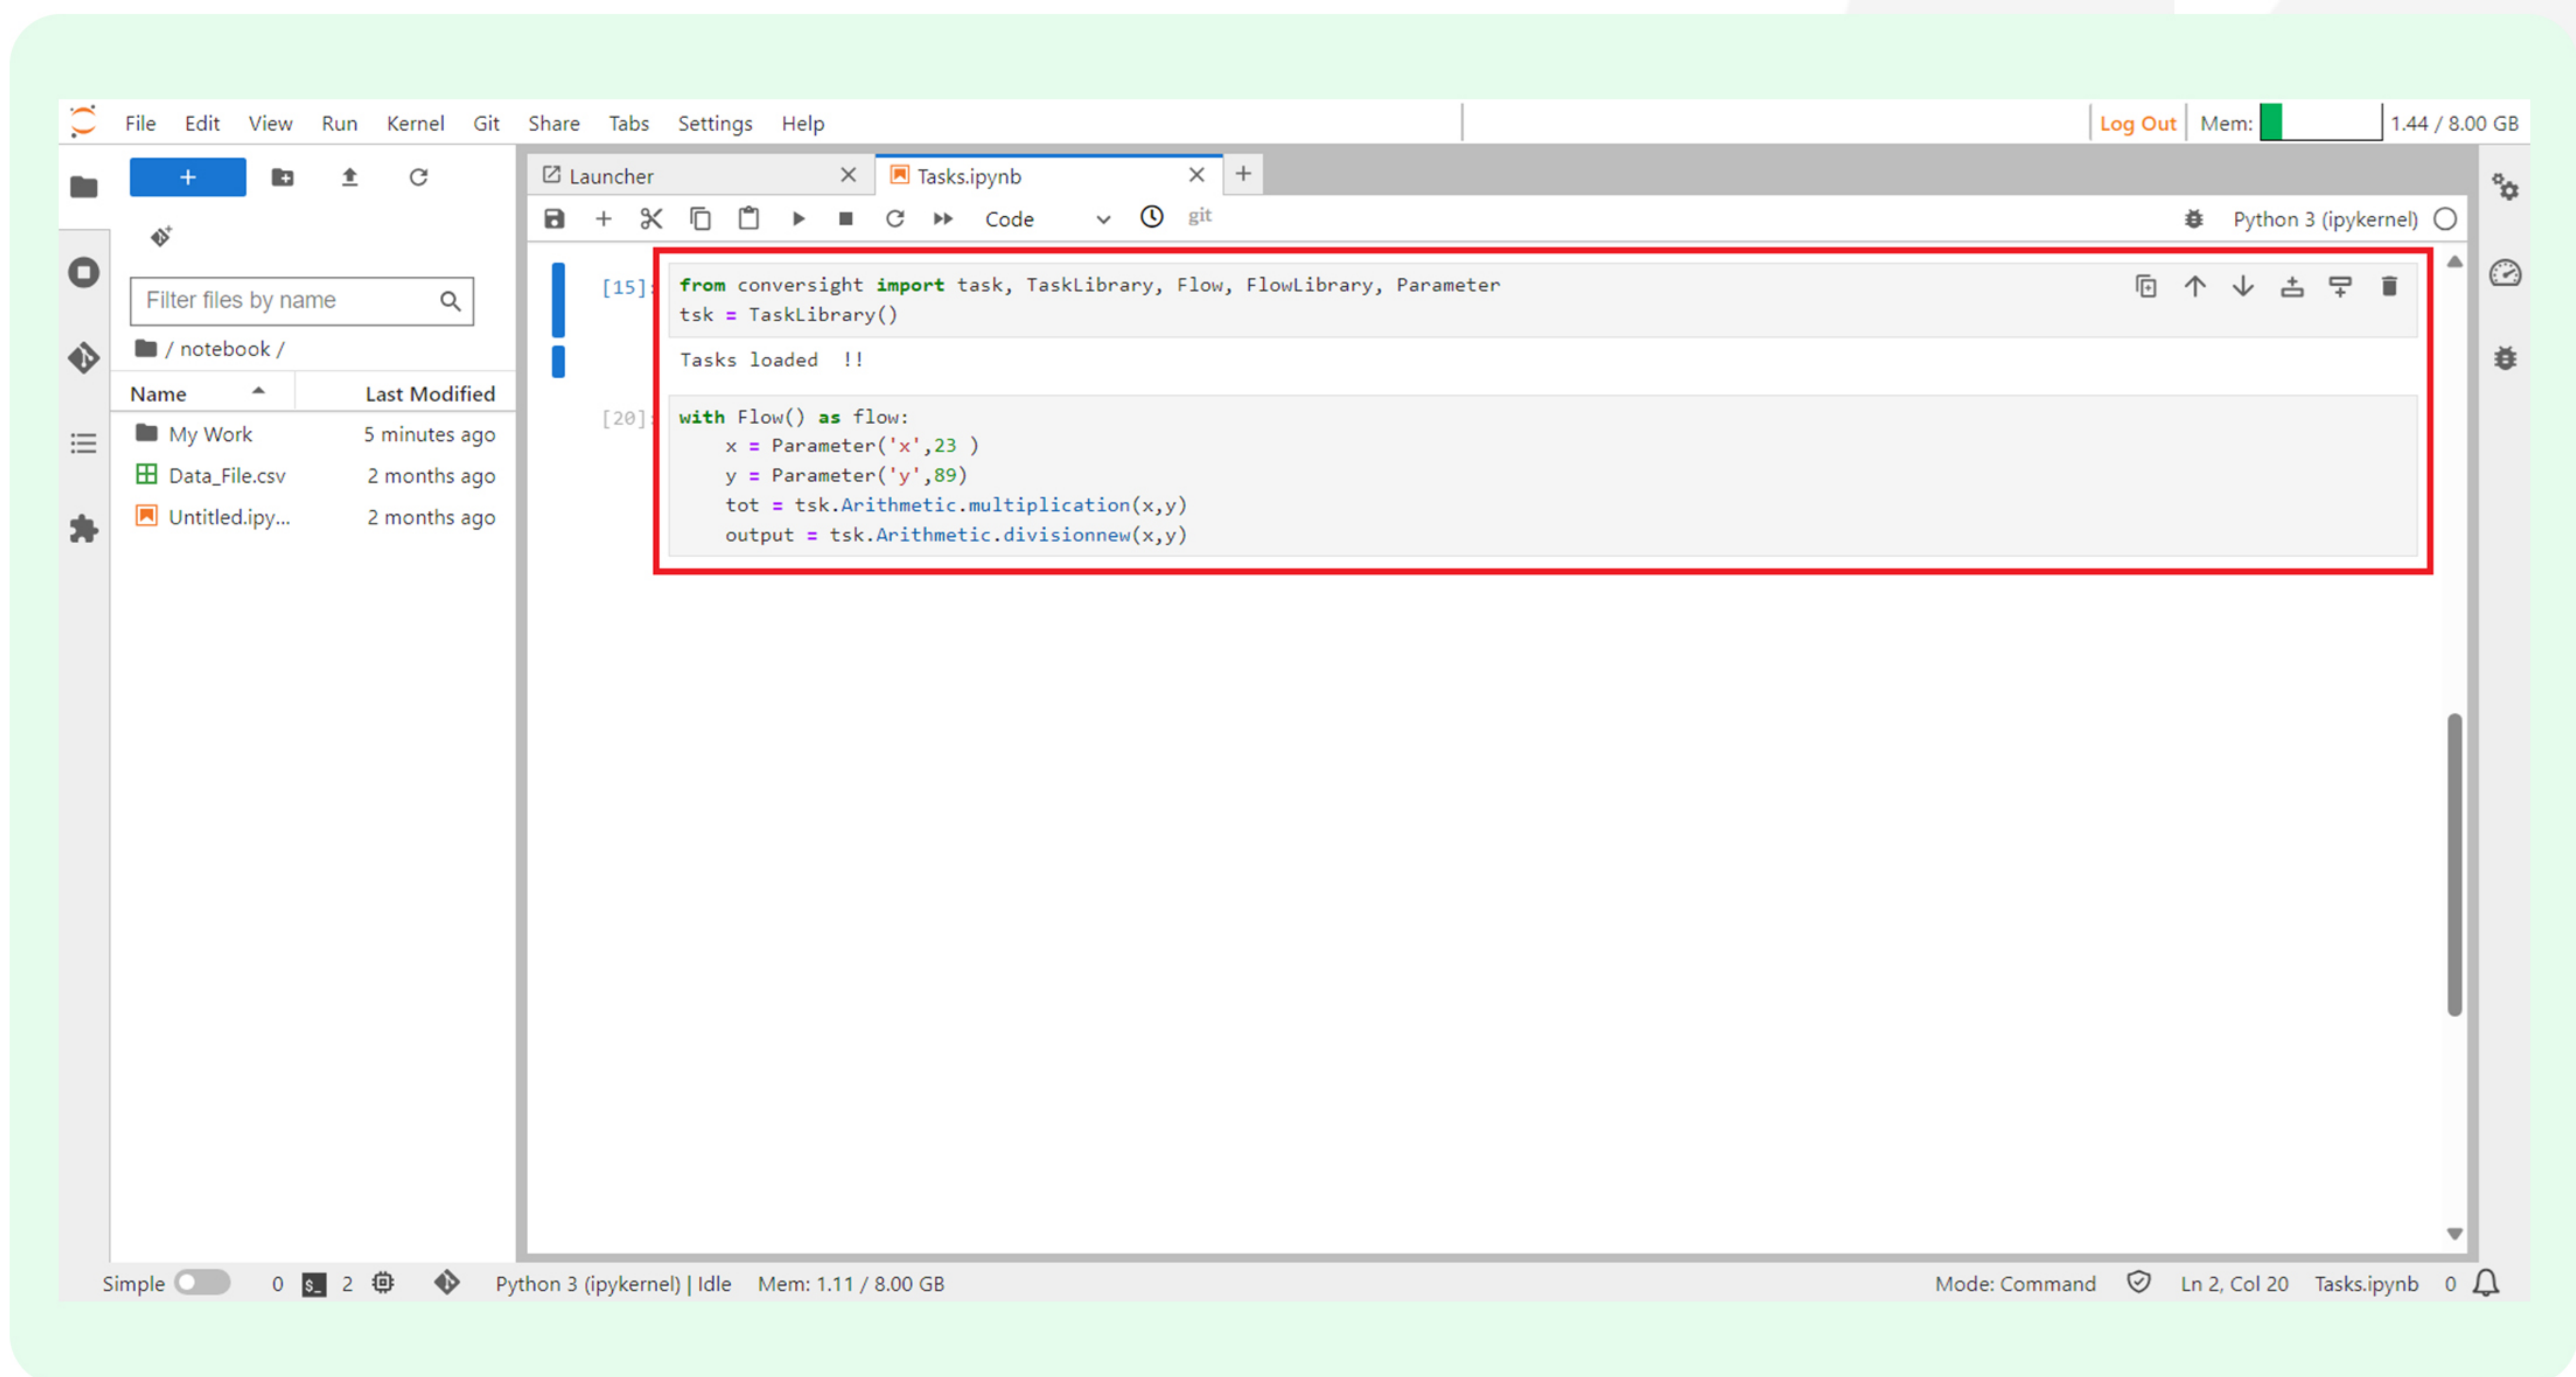 File Edit View Run Kernel Git Share Tabs Settings Help
Log Out Mem: 1.44 / 8.00 GB
+
Filter files by name
/ notebook /
Name Last Modified
My Work 5 minutes ago
Data_File.csv 2 months ago
Untitled.ipy... 2 months ago
Launcher
Tasks.ipynb
Code
git
Python 3 (ipykernel)
[15]: from conversight import task, TaskLibrary, Flow, FlowLibrary, Parameter
tsk = TaskLibrary()
Tasks loaded  !!
[20]: with Flow() as flow:
    x = Parameter('x',23 )
    y = Parameter('y',89)
    tot = tsk.Arithmetic.multiplication(x,y)
    output = tsk.Arithmetic.divisionnew(x,y)
Simple 0 $_ 2 Python 3 (ipykernel) | Idle Mem: 1.11 / 8.00 GB Mode: Command Ln 2, Col 20 Tasks.ipynb 0